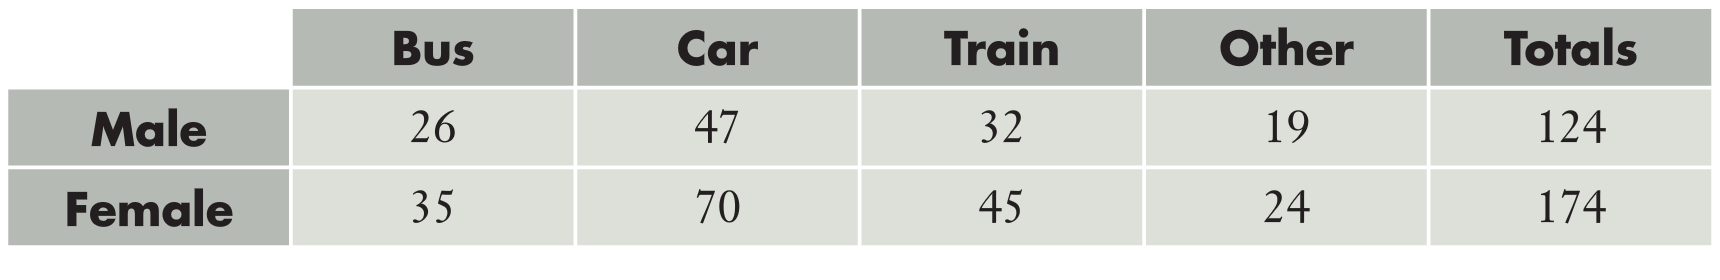 Bus Car Train Other Totals
Male 26 47 32 19 124
Female 35 70 45 24 174